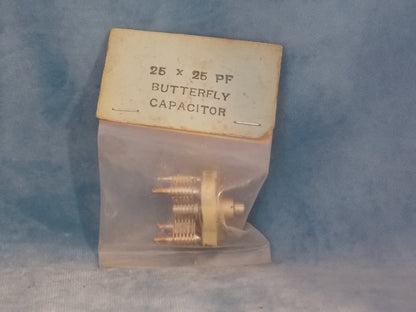 25 x 25 PF
BUTTERFLY
CAPACITOR